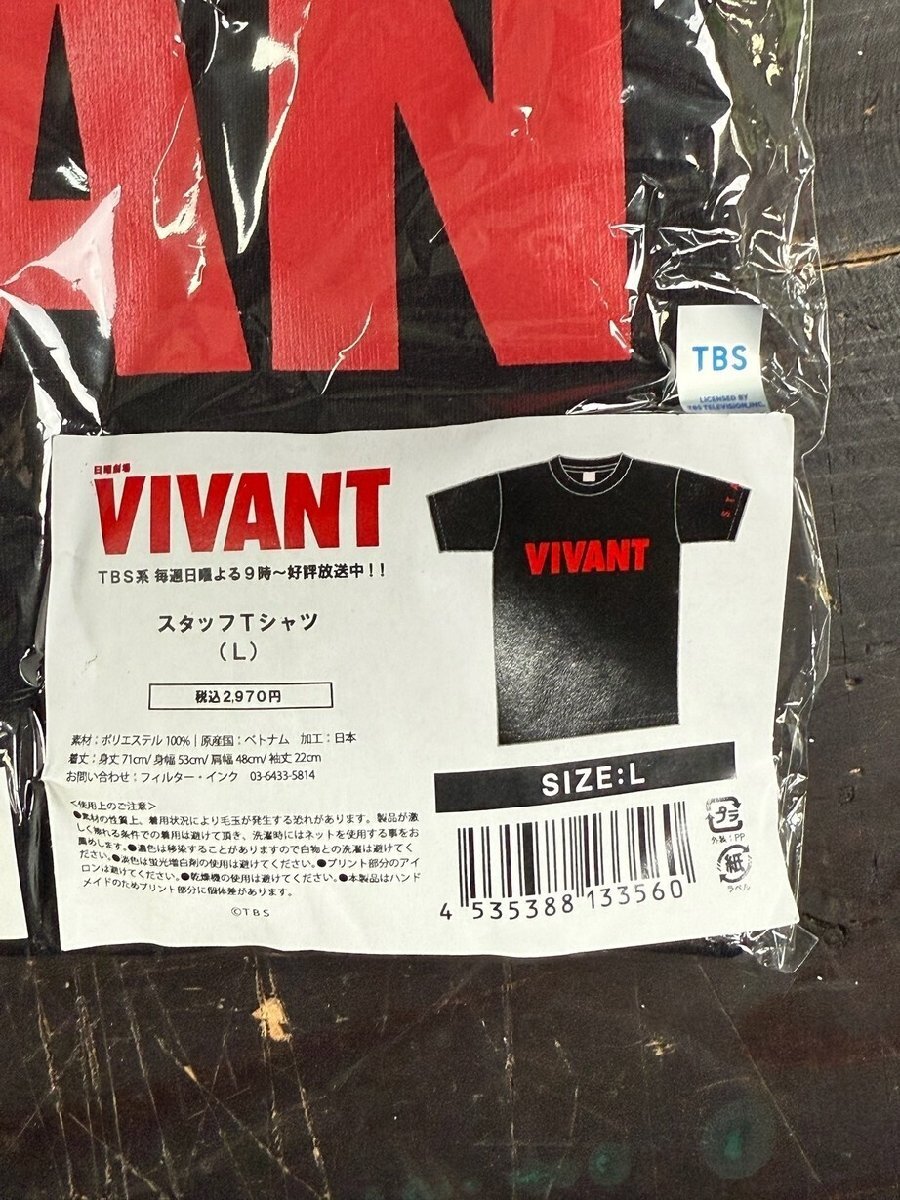 AN
TBS
LICENSED BY
TBS TELEVISION, INC.
日曜劇場
VIVANT
TBS系 毎週日曜よる9時〜好評放送中!!
スタッフTシャツ
(L)
税込2,970円
素材：ポリエステル 100% | 原産国：ベトナム 加工：日本
着丈：身丈 71cm/ 身幅 53cm/ 肩幅 48cm/ 袖丈 22cm
お問い合わせ：フィルター・インク 03-6433-5814
<使用上のご注意>
●素材の性質上、着用状況により毛玉が発生する恐れがあります。製品が激
しく擦れる条件での着用は避けて頂き、洗濯時にはネットを使用する事をお
薦めします。●濃色は移染することがありますので白物との洗濯は避けてく
ださい。●淡色は蛍光増白剤の使用は避けてください。●プリント部分のアイ
ロンは避けてください。●乾燥機の使用は避けてください。●本製品はハンド
メイドのためプリント部分に個体差があります。
©TBS
VIVANT
STA
SIZE:L
4 535388 133560
プラ
外装：PP
紙
ラベル